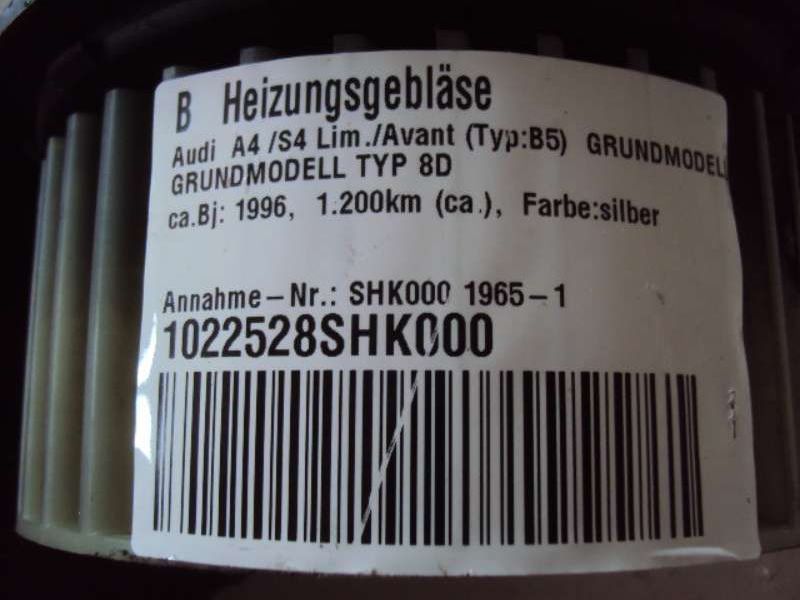 B Heizungsgebläse
Audi A4 /S4 Lim./Avant (Typ:B5) GRUNDMODELL
GRUNDMODELL TYP 8D
ca.Bj: 1996, 1.200km (ca.), Farbe:silber
Annahme-Nr.: SHK000 1965-1
1022528SHK000